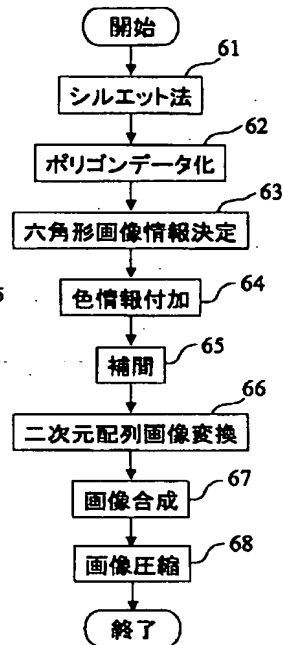 開始
61
シルエット法
62
ポリゴンデータ化
63
六角形画像情報決定
64
色情報付加
65
補間
66
二次元配列画像変換
67
画像合成
68
画像圧縮
終了